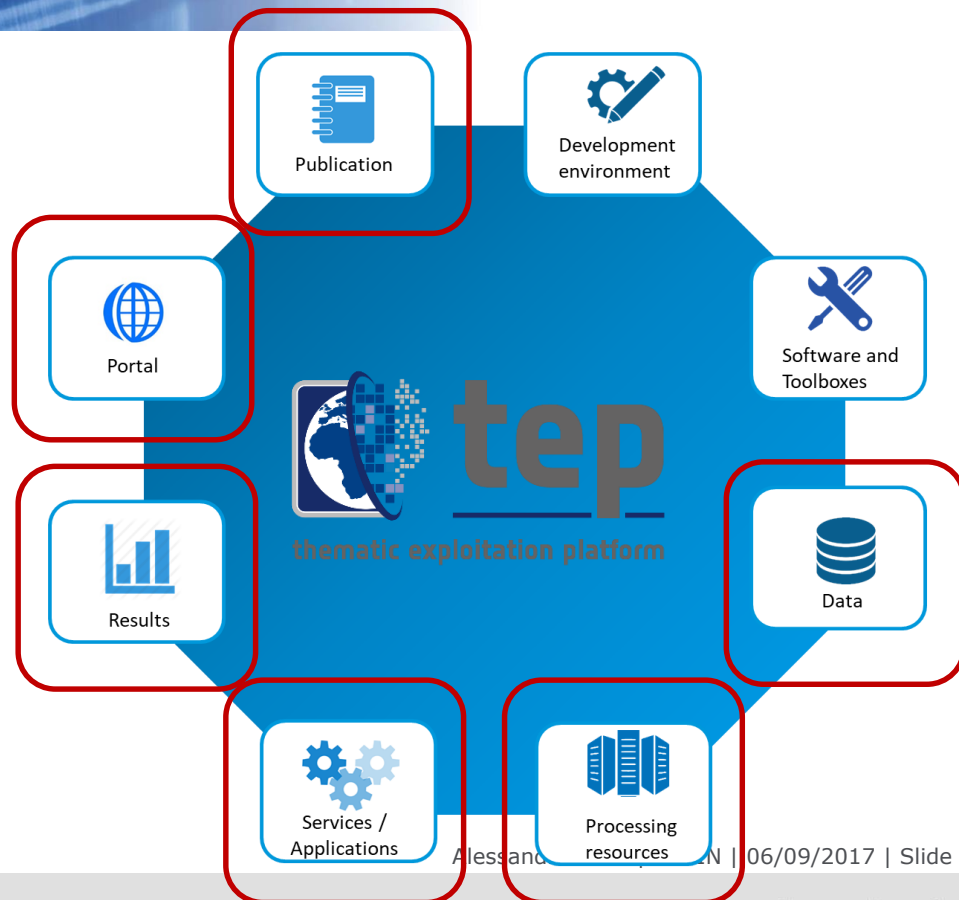 Publication
Development
environment
Portal
Software and
Toolboxes
tep
thematic exploitation platform
Results
Data
Services /
Applications
Processing
resources
| 06/09/2017 | Slide